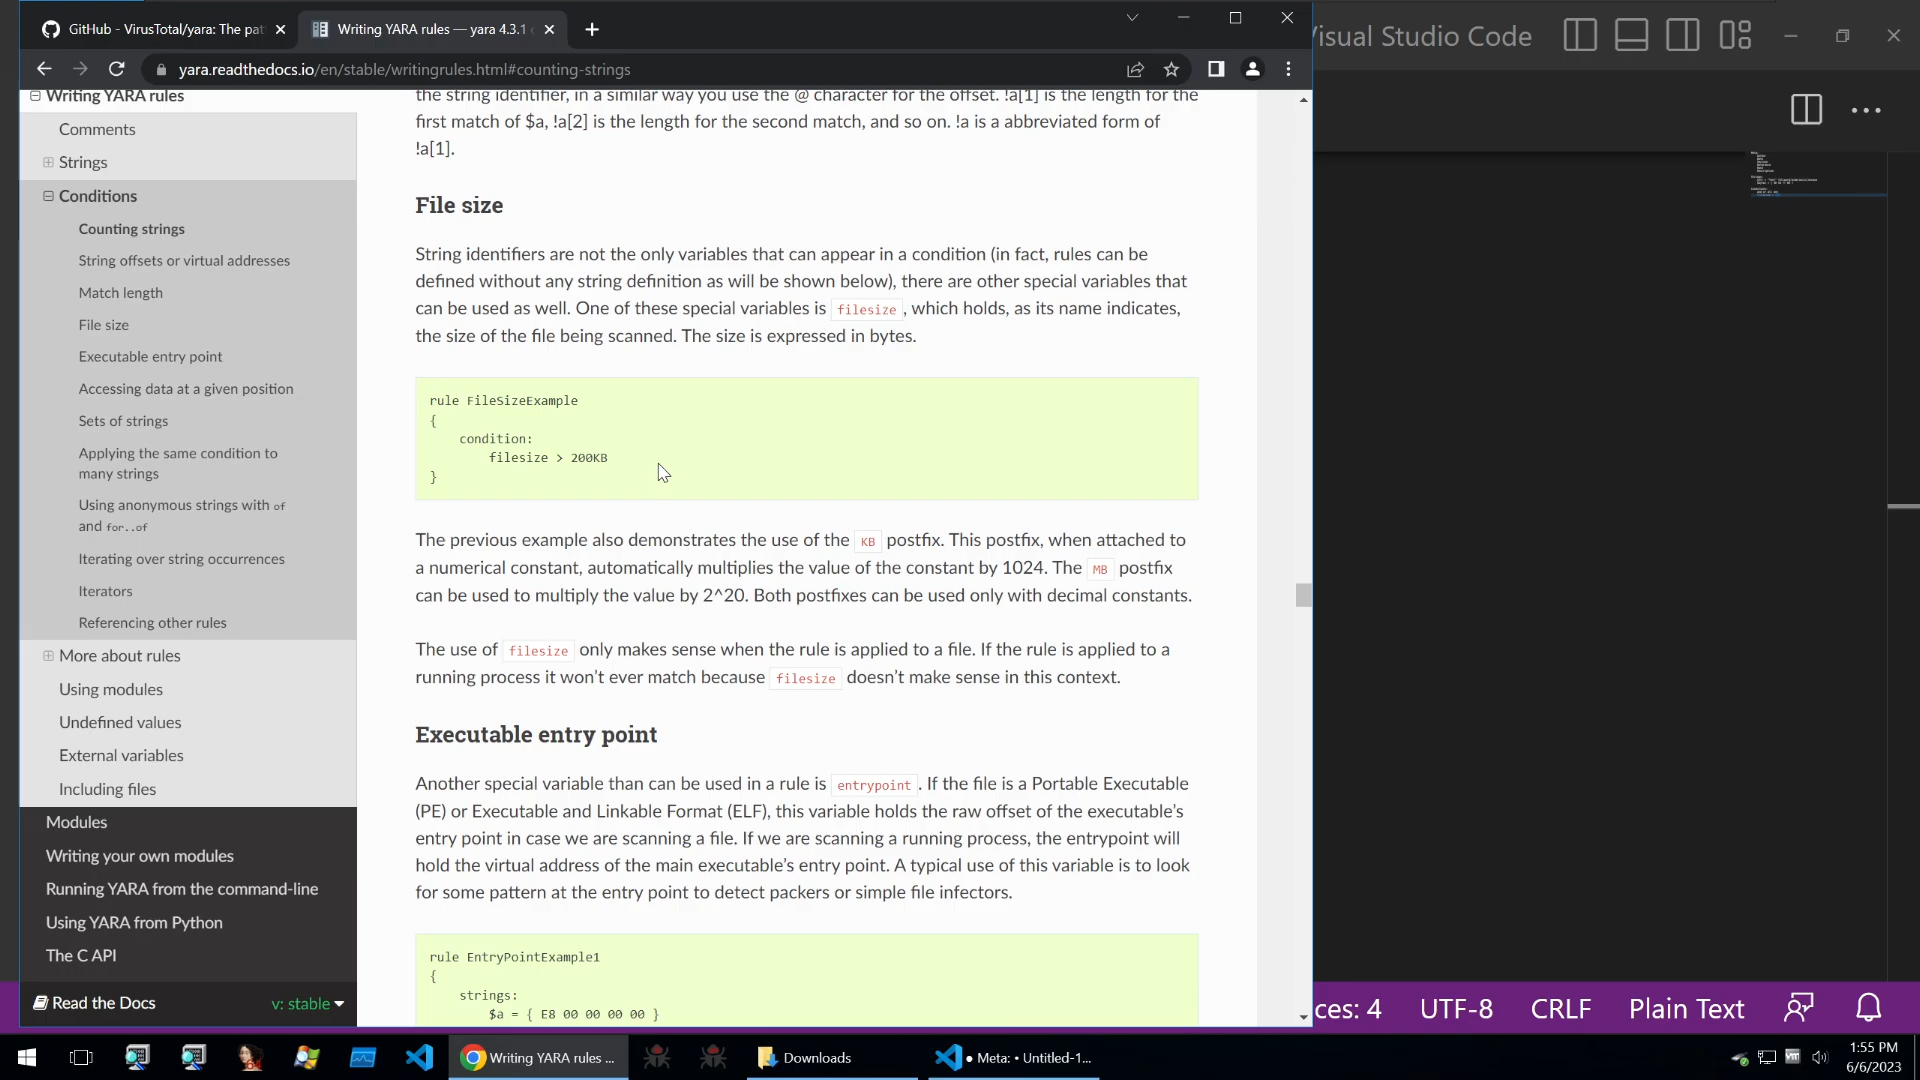 GitHub - VirusTotal/yara: The pat
Writing YARA rules — yara 4.3.1
Visual Studio Code
yara.readthedocs.io/en/stable/writingrules.html#counting-strings
Writing YARA rules
Comments
Strings
Conditions
Counting strings
String offsets or virtual addresses
Match length
File size
Executable entry point
Accessing data at a given position
Sets of strings
Applying the same condition to
many strings
Using anonymous strings with of
and for..of
Iterating over string occurrences
Iterators
Referencing other rules
More about rules
Using modules
Undefined values
External variables
Including files
Modules
Writing your own modules
Running YARA from the command-line
Using YARA from Python
The C API
Read the Docs
v: stable
the string identifier, in a similar way you use the @ character for the offset. !a[1] is the length for the
first match of $a, !a[2] is the length for the second match, and so on. !a is a abbreviated form of
!a[1].
File size
String identifiers are not the only variables that can appear in a condition (in fact, rules can be
defined without any string definition as will be shown below), there are other special variables that
can be used as well. One of these special variables is filesize, which holds, as its name indicates,
the size of the file being scanned. The size is expressed in bytes.
rule FileSizeExample
{
condition:
filesize > 200KB
}
The previous example also demonstrates the use of the KB postfix. This postfix, when attached to
a numerical constant, automatically multiplies the value of the constant by 1024. The MB postfix
can be used to multiply the value by 2^20. Both postfixes can be used only with decimal constants.
The use of filesize only makes sense when the rule is applied to a file. If the rule is applied to a
running process it won't ever match because filesize doesn't make sense in this context.
Executable entry point
Another special variable than can be used in a rule is entrypoint. If the file is a Portable Executable
(PE) or Executable and Linkable Format (ELF), this variable holds the raw offset of the executable's
entry point in case we are scanning a file. If we are scanning a running process, the entrypoint will
hold the virtual address of the main executable's entry point. A typical use of this variable is to look
for some pattern at the entry point to detect packers or simple file infectors.
rule EntryPointExample1
{
strings:
$a = { E8 00 00 00 00 }
ces: 4
UTF-8
CRLF
Plain Text
Writing YARA rules ...
Downloads
● Meta: • Untitled-1...
1:55 PM
6/6/2023